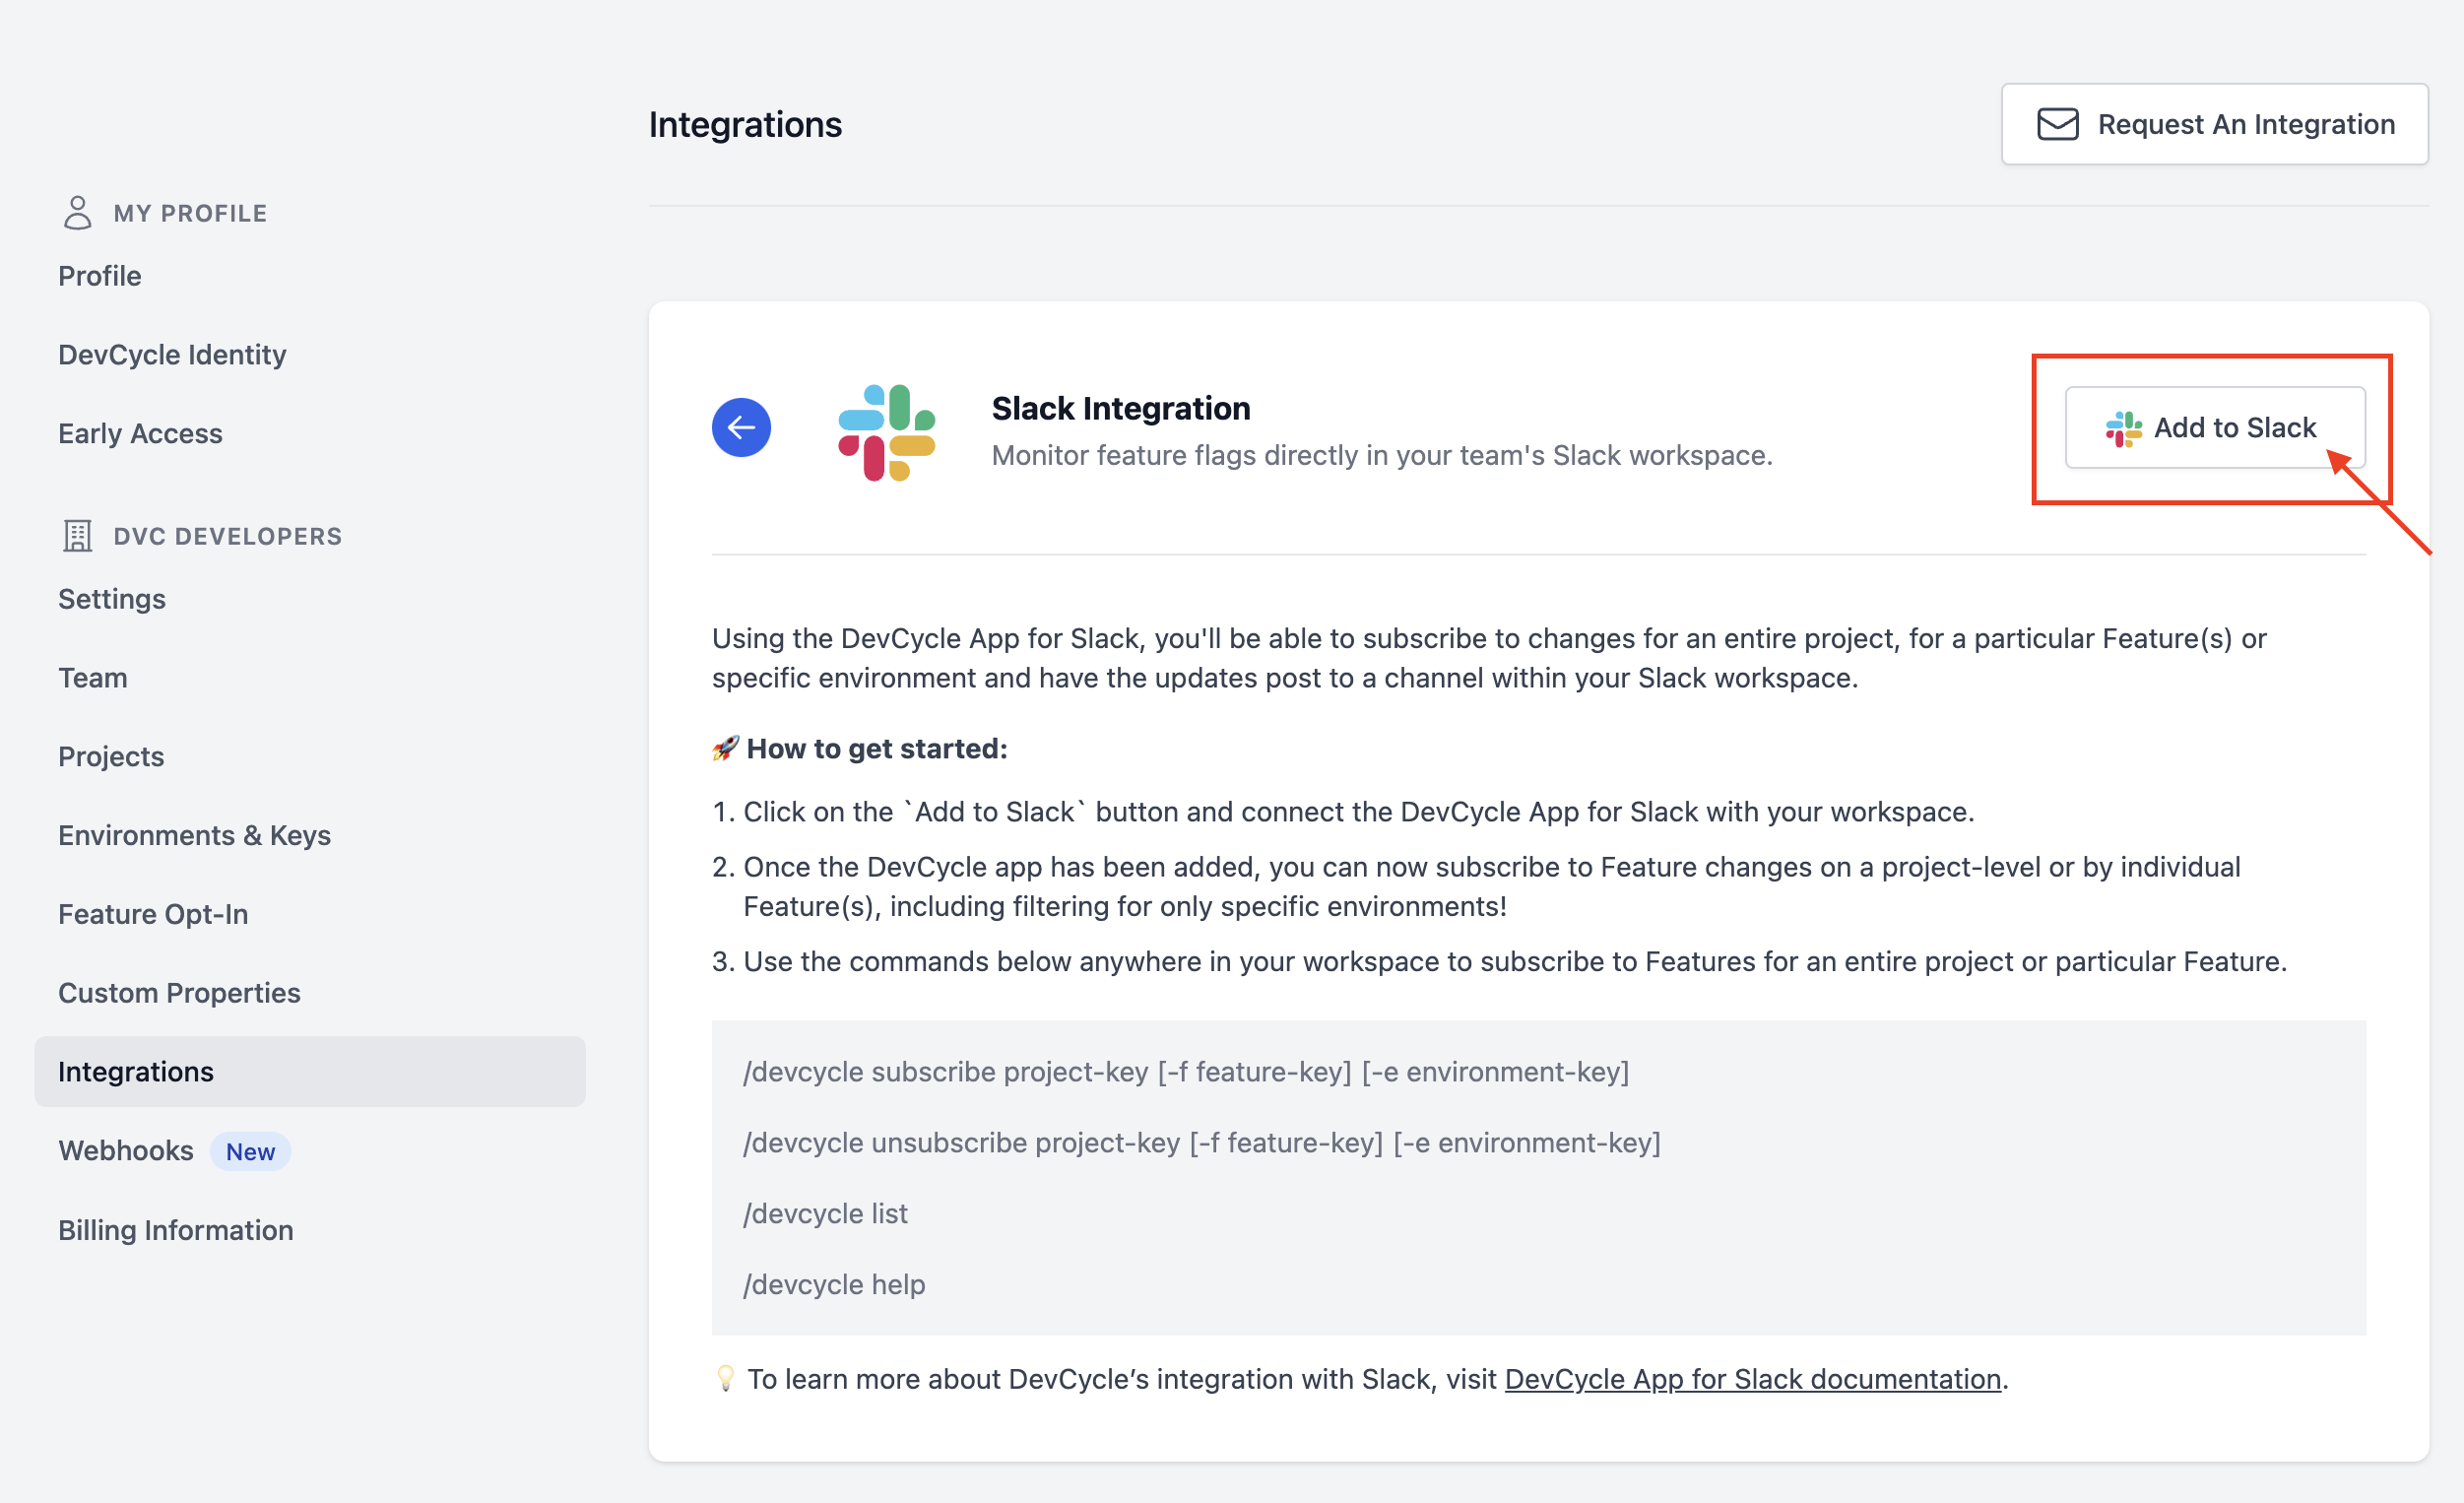 Integrations
Request An Integration
MY PROFILE
Profile
DevCycle Identity
Early Access
DVC DEVELOPERS
Settings
Team
Projects
Environments & Keys
Feature Opt-In
Custom Properties
Integrations
Webhooks New
Billing Information
Slack Integration
Monitor feature flags directly in your team's Slack workspace.
Add to Slack
Using the DevCycle App for Slack, you'll be able to subscribe to changes for an entire project, for a particular Feature(s) or
specific environment and have the updates post to a channel within your Slack workspace.
🚀 How to get started:
1. Click on the `Add to Slack` button and connect the DevCycle App for Slack with your workspace.
2. Once the DevCycle app has been added, you can now subscribe to Feature changes on a project-level or by individual
Feature(s), including filtering for only specific environments!
3. Use the commands below anywhere in your workspace to subscribe to Features for an entire project or particular Feature.
/devcycle subscribe project-key [-f feature-key] [-e environment-key]
/devcycle unsubscribe project-key [-f feature-key] [-e environment-key]
/devcycle list
/devcycle help
💡 To learn more about DevCycle’s integration with Slack, visit DevCycle App for Slack documentation.